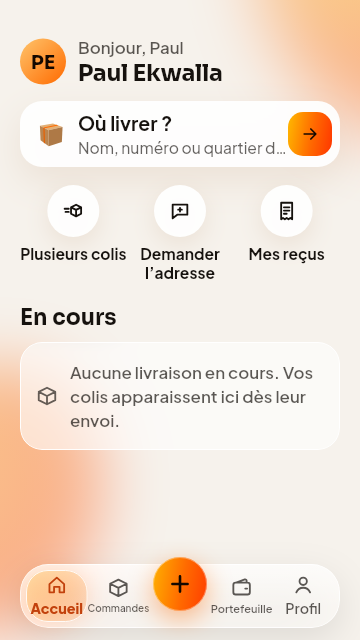 Bonjour, Paul
PE
Paul Ekwalla
Où livrer ?
Nom, numéro ou quartier d…
Plusieurs colis
Demander
l’adresse
Mes reçus
En cours
Aucune livraison en cours. Vos
colis apparaissent ici dès leur
envoi.
Accueil
Commandes
Portefeuille
Profil